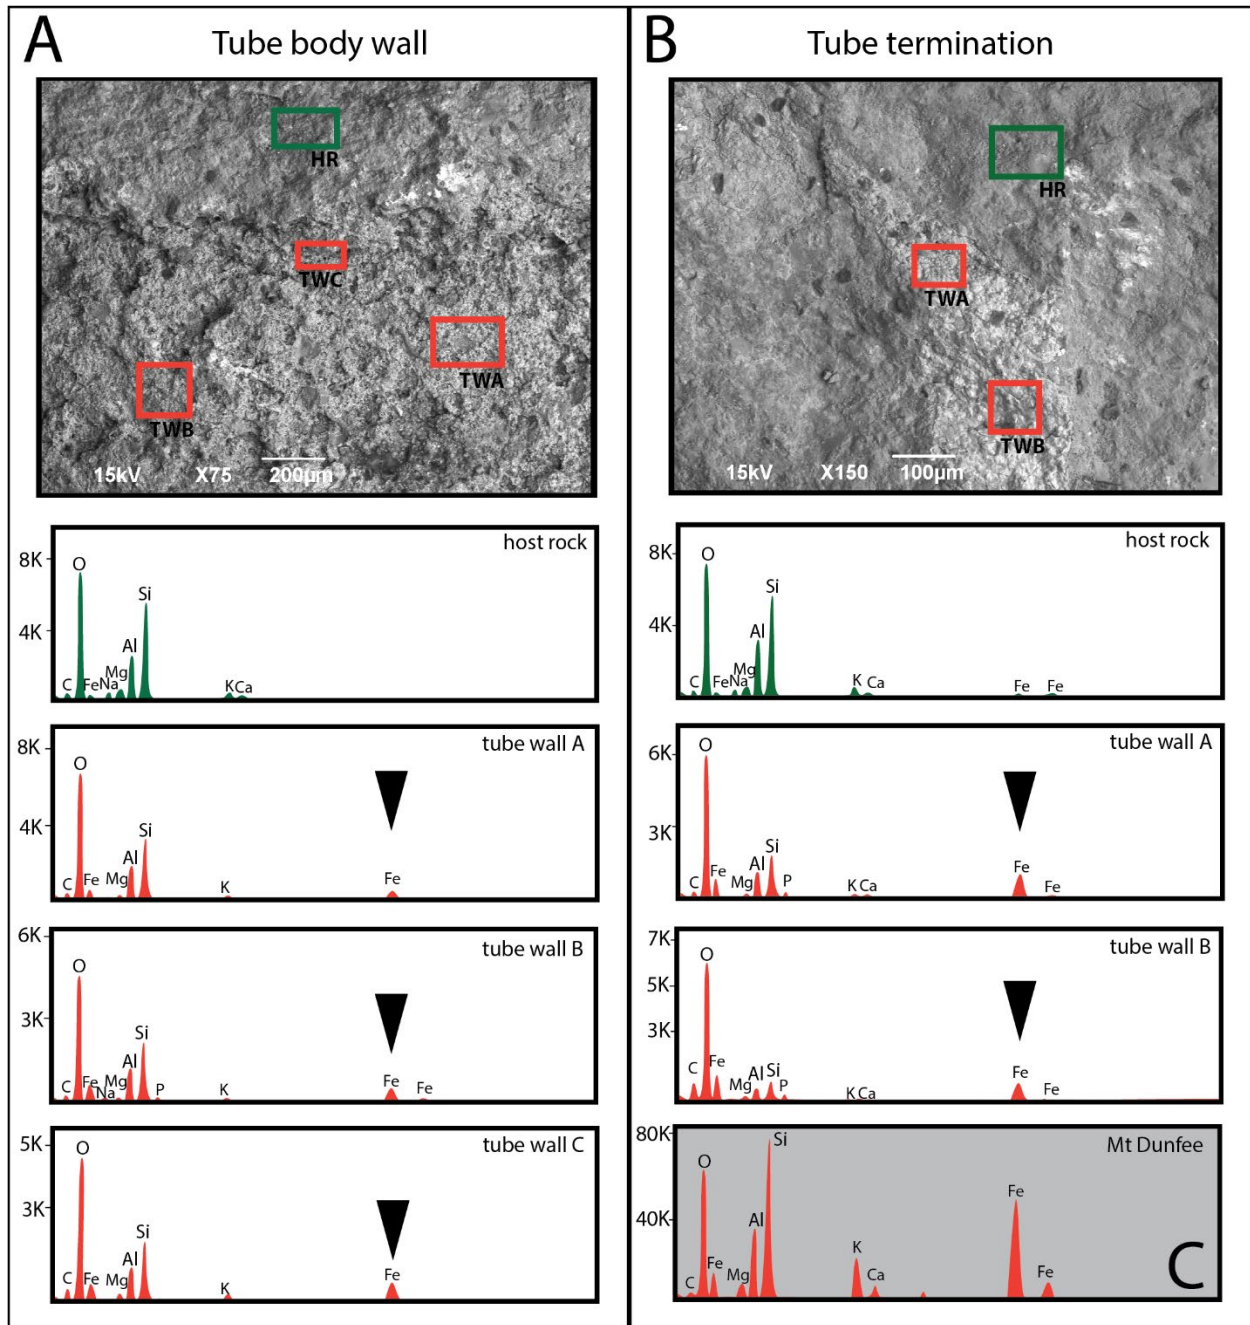 A Tube body wall
HR
TWC
TWA
TWB
15kV X75 200µm
host rock
8K
4K
O
Si
Al
Mg
C Fe Na K Ca
tube wall A
8K
4K
O
Si
Al
C Fe Mg K Fe
tube wall B
6K
3K
O
Si
Al
Mg
C Fe Na P K Fe Fe
tube wall C
5K
3K
O
Si
Al
C Fe Mg K Fe
B Tube termination
HR
TWA
TWB
15kV X150 100µm
host rock
8K
4K
O
Si
Al
Mg
C Fe Na K Ca Fe Fe
tube wall A
6K
3K
O
Si
Al
C Fe Mg P K Ca Fe Fe
tube wall B
7K
5K
3K
O
C Fe Mg Al Si P K Ca Fe Fe
Mt Dunfee
80K
40K
O
Si
Al
C Fe Mg K Ca Fe Fe
C